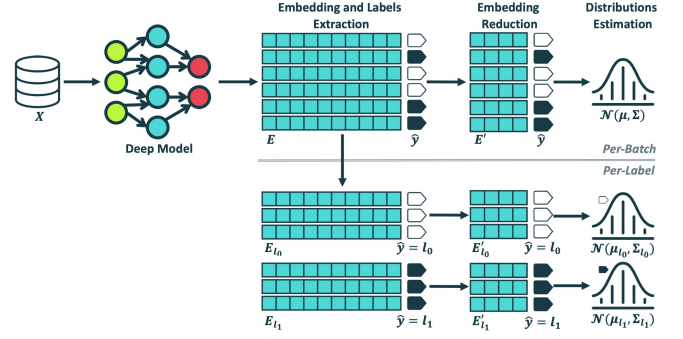 Embedding and Labels
Extraction
Embedding
Reduction
Distributions
Estimation
X
Deep Model
E
ŷ
E′
ŷ
𝒩(μ, Σ)
Per-Batch
Per-Label
E_{l_0}
ŷ = l_0
E′_{l_0}
ŷ = l_0
𝒩(μ_{l_0}, Σ_{l_0})
E_{l_1}
ŷ = l_1
E′_{l_1}
ŷ = l_1
𝒩(μ_{l_1}, Σ_{l_1})